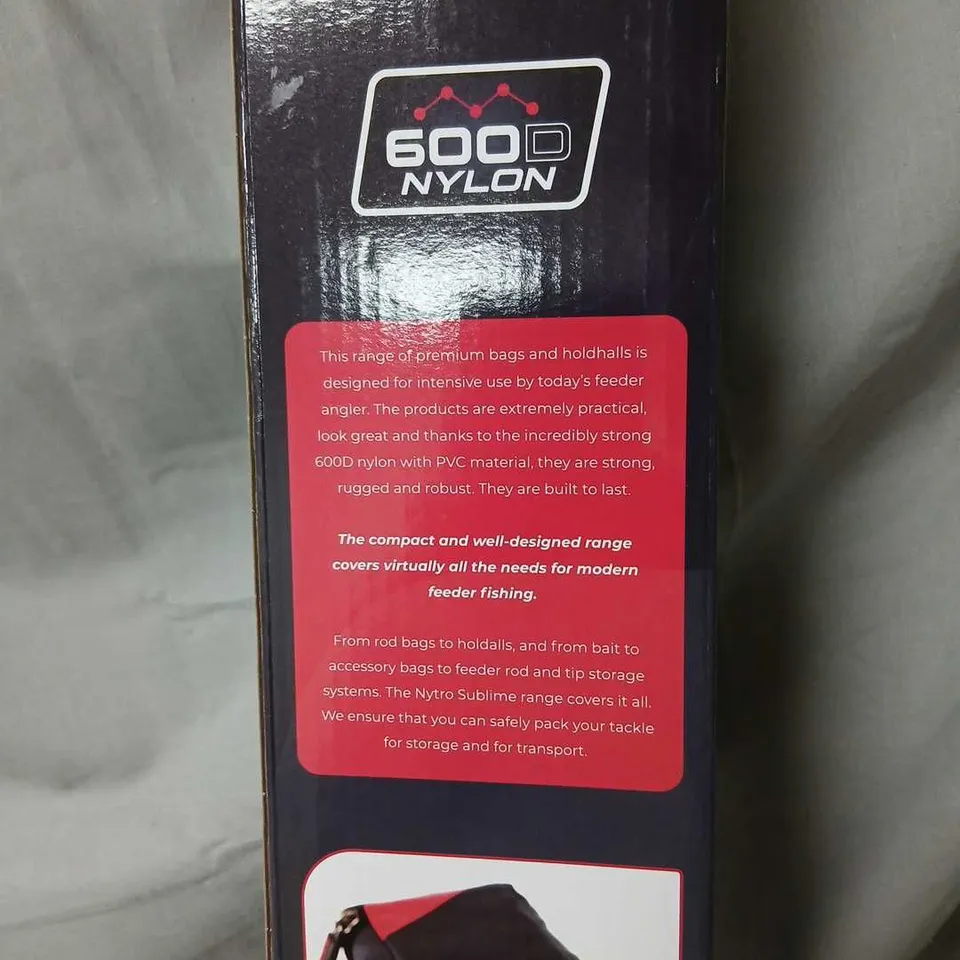 600D
NYLON
This range of premium bags and holdhalls is
designed for intensive use by today's feeder
angler. The products are extremely practical,
look great and thanks to the incredibly strong
600D nylon with PVC material, they are strong,
rugged and robust. They are built to last.
The compact and well-designed range
covers virtually all the needs for modern
feeder fishing.
From rod bags to holdalls, and from bait to
accessory bags to feeder rod and tip storage
systems. The Nytro Sublime range covers it all.
We ensure that you can safely pack your tackle
for storage and for transport.